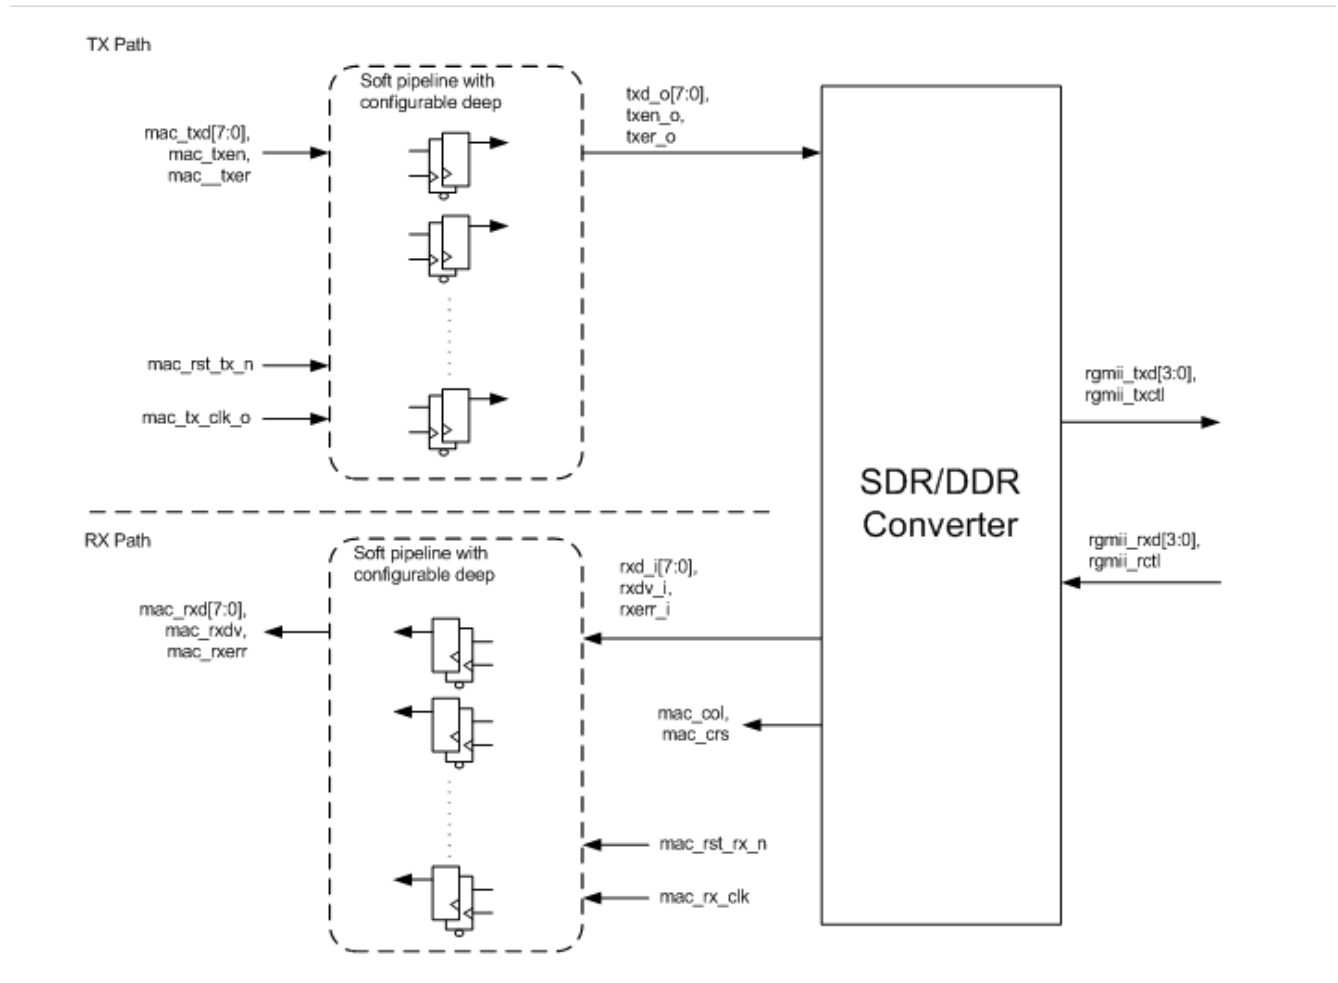 TX Path
Soft pipeline with
configurable deep
mac_txd[7:0],
mac_txen,
mac__txer
txd_o[7:0],
txen_o,
txer_o
mac_rst_tx_n
mac_tx_clk_o
rgmii_txd[3:0],
rgmii_txctl
SDR/DDR
Converter
RX Path
Soft pipeline with
configurable deep
rxd_i[7:0],
rxdv_i,
rxerr_i
rgmii_rxd[3:0],
rgmii_rctl
mac_rxd[7:0],
mac_rxdv,
mac_rxerr
mac_col,
mac_crs
mac_rst_rx_n
mac_rx_clk